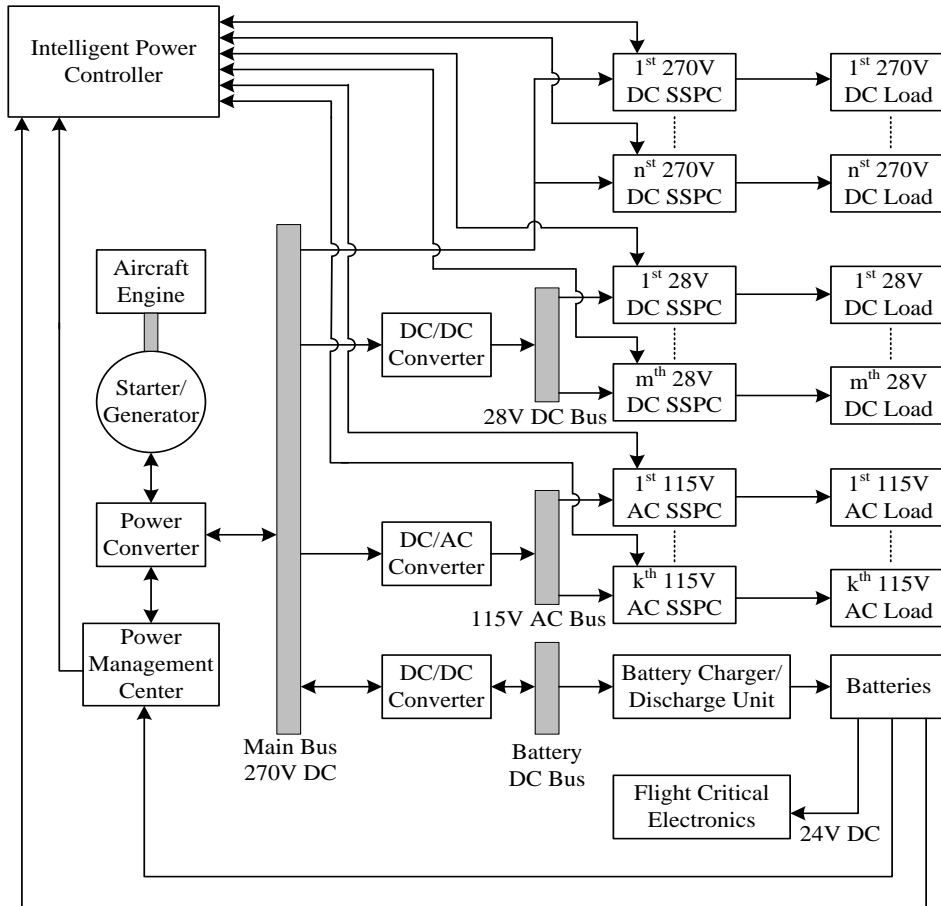 Intelligent Power
Controller
1st 270V
DC SSPC
1st 270V
DC Load
nst 270V
DC SSPC
nst 270V
DC Load
Aircraft
Engine
Starter/
Generator
1st 28V
DC SSPC
1st 28V
DC Load
DC/DC
Converter
mth 28V
DC SSPC
mth 28V
DC Load
28V DC Bus
Power
Converter
1st 115V
AC SSPC
1st 115V
AC Load
DC/AC
Converter
kth 115V
AC SSPC
kth 115V
AC Load
115V AC Bus
Power
Management
Center
DC/DC
Converter
Battery Charger/
Discharge Unit
Batteries
Main Bus
270V DC
Battery
DC Bus
Flight Critical
Electronics
24V DC